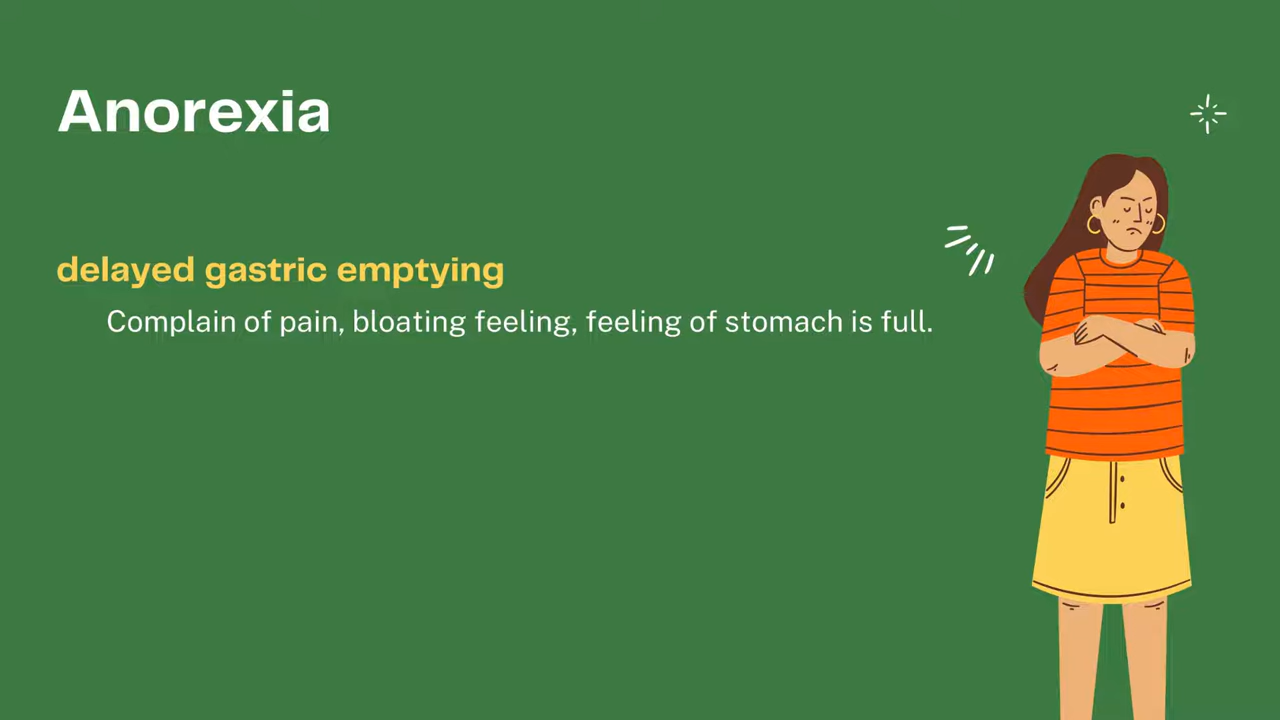 Anorexia
delayed gastric emptying
Complain of pain, bloating feeling, feeling of stomach is full.